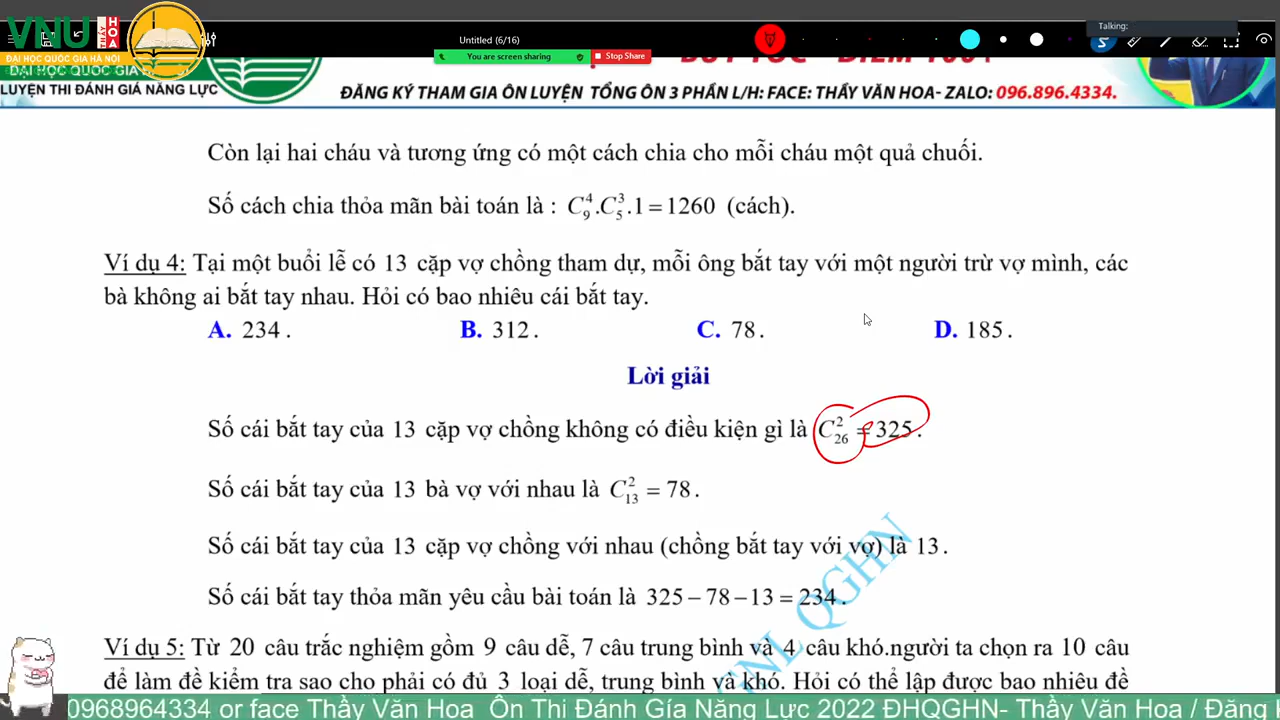 VNU
HOA
ĐẠI HỌC QUỐC GIA HÀ NỘI
Untitled (6/16)
Talking:
You are screen sharing
Stop Share
LUYỆN THI ĐÁNH GIÁ NĂNG LỰC
ĐĂNG KÝ THAM GIA ÔN LUYỆN TỔNG ÔN 3 PHẦN L/H: FACE: THẦY VĂN HOA- ZALO: 096.896.4334.
Còn lại hai cháu và tương ứng có một cách chia cho mỗi cháu một quả chuối.
Số cách chia thỏa mãn bài toán là : C_9^4.C_5^3.1 = 1260 (cách).
Ví dụ 4: Tại một buổi lễ có 13 cặp vợ chồng tham dự, mỗi ông bắt tay với một người trừ vợ mình, các
bà không ai bắt tay nhau. Hỏi có bao nhiêu cái bắt tay.
A. 234. B. 312. C. 78. D. 185.
Lời giải
Số cái bắt tay của 13 cặp vợ chồng không có điều kiện gì là C_26^2 = 325.
Số cái bắt tay của 13 bà vợ với nhau là C_13^2 = 78.
Số cái bắt tay của 13 cặp vợ chồng với nhau (chồng bắt tay với vợ) là 13.
Số cái bắt tay thỏa mãn yêu cầu bài toán là 325 – 78 – 13 = 234.
Ví dụ 5: Từ 20 câu trắc nghiệm gồm 9 câu dễ, 7 câu trung bình và 4 câu khó.người ta chọn ra 10 câu
để làm đề kiểm tra sao cho phải có đủ 3 loại dễ, trung bình và khó. Hỏi có thể lập được bao nhiêu đề
GNL QGHN
0968964334 or face Thầy Văn Hoa Ôn Thi Đánh Gía Năng Lực 2022 ĐHQGHN- Thầy Văn Hoa / Đăng